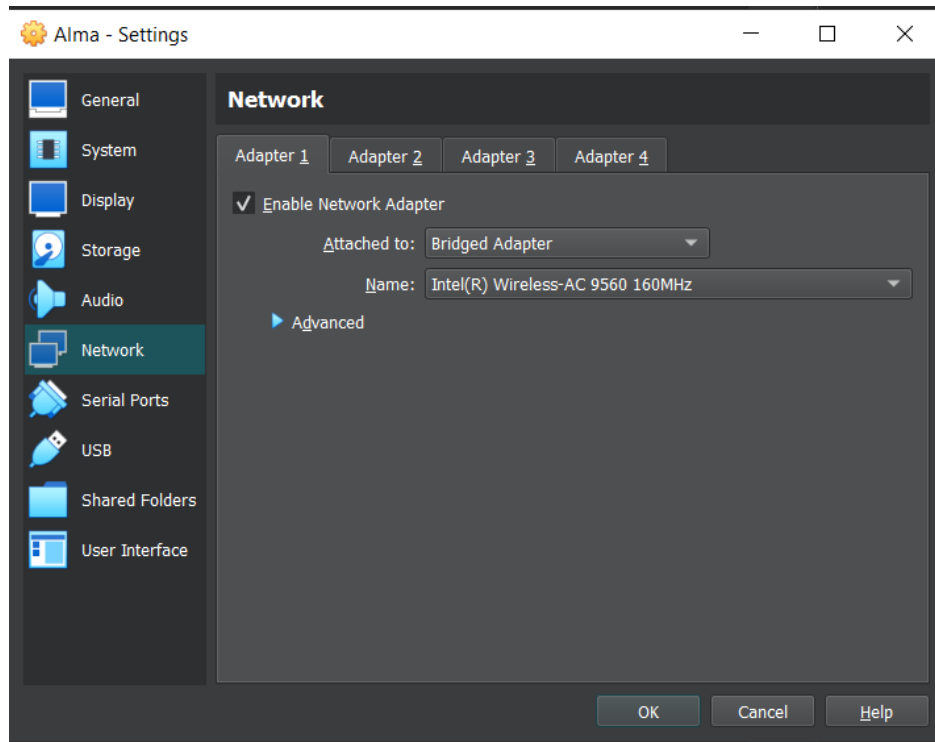 Alma - Settings
General
System
Display
Storage
Audio
Network
Serial Ports
USB
Shared Folders
User Interface
Network
Adapter 1 Adapter 2 Adapter 3 Adapter 4
Enable Network Adapter
Attached to: Bridged Adapter
Name: Intel(R) Wireless-AC 9560 160MHz
Advanced
OK Cancel Help